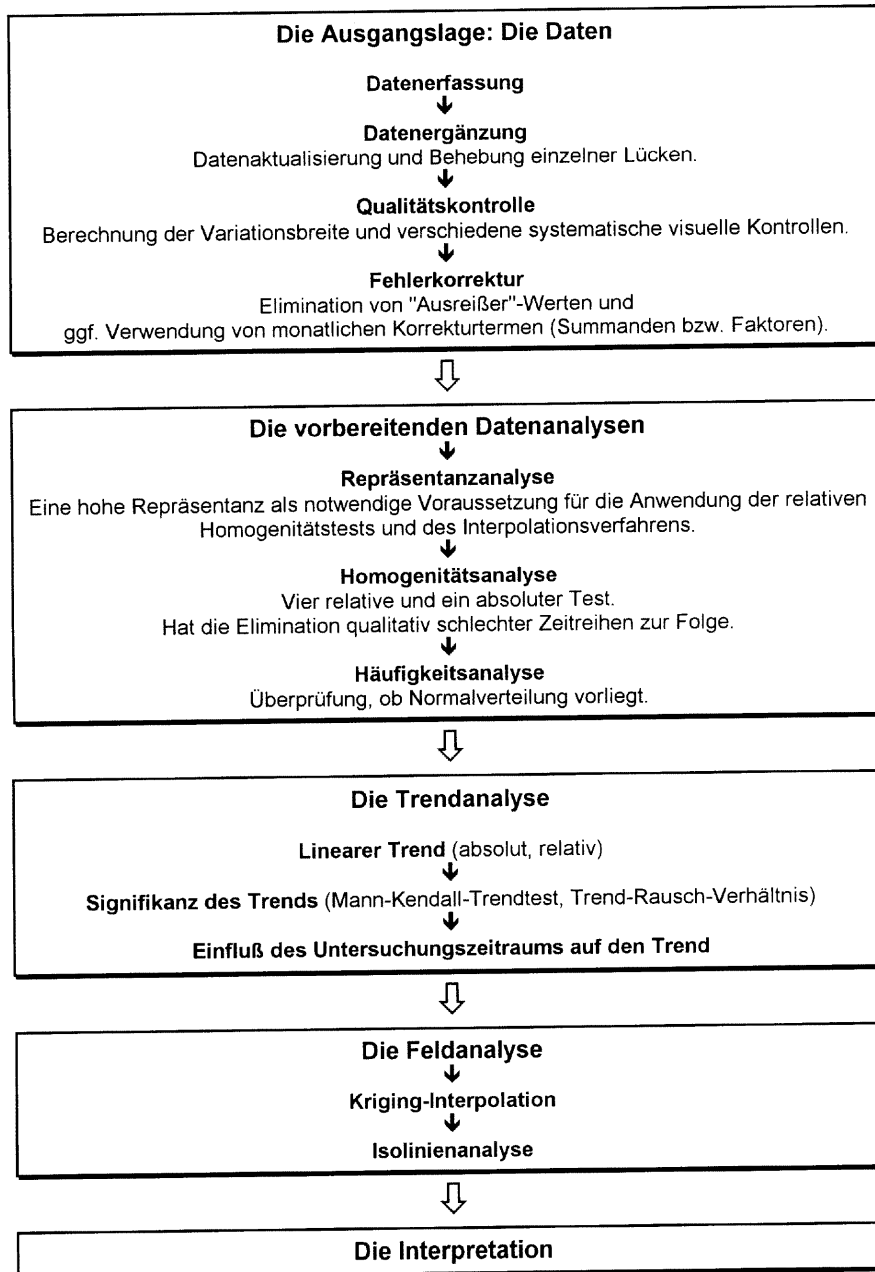 Die Ausgangslage: Die Daten
Datenerfassung
Datenergänzung
Datenaktualisierung und Behebung einzelner Lücken.
Qualitätskontrolle
Berechnung der Variationsbreite und verschiedene systematische visuelle Kontrollen.
Fehlerkorrektur
Elimination von "Ausreißer"-Werten und
ggf. Verwendung von monatlichen Korrekturtermen (Summanden bzw. Faktoren).
Die vorbereitenden Datenanalysen
Repräsentanzanalyse
Eine hohe Repräsentanz als notwendige Voraussetzung für die Anwendung der relativen
Homogenitätstests und des Interpolationsverfahrens.
Homogenitätsanalyse
Vier relative und ein absoluter Test.
Hat die Elimination qualitativ schlechter Zeitreihen zur Folge.
Häufigkeitsanalyse
Überprüfung, ob Normalverteilung vorliegt.
Die Trendanalyse
Linearer Trend (absolut, relativ)
Signifikanz des Trends (Mann-Kendall-Trendtest, Trend-Rausch-Verhältnis)
Einfluß des Untersuchungszeitraums auf den Trend
Die Feldanalyse
Kriging-Interpolation
Isolinienanalyse
Die Interpretation